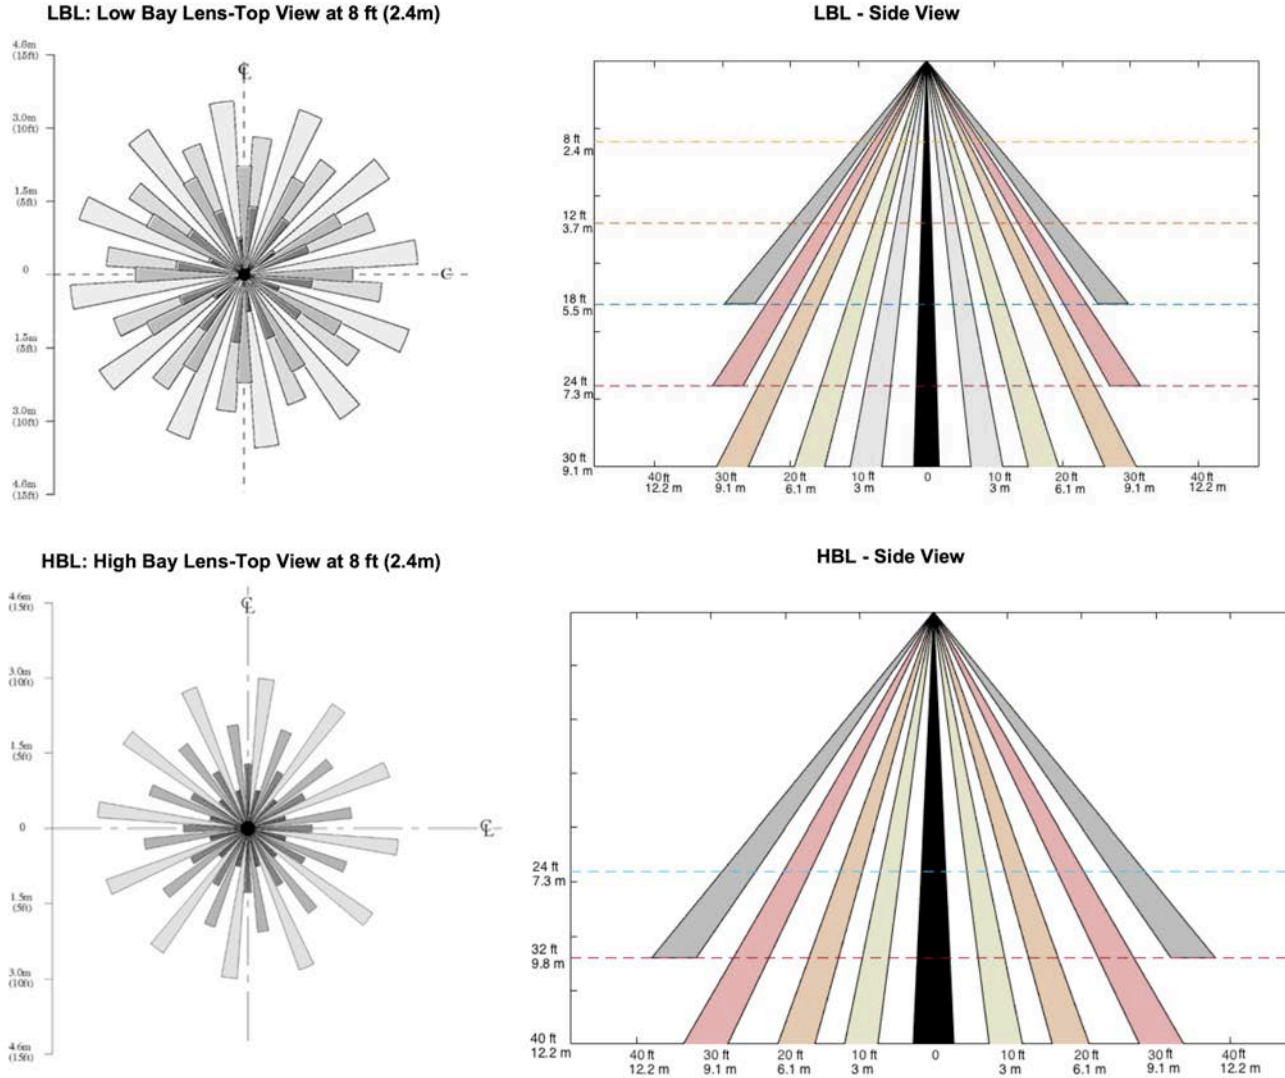 LBL: Low Bay Lens-Top View at 8 ft (2.4m)
4.6m
(15ft)
3.0m
(10ft)
1.5m
(5ft)
0
1.5m
(5ft)
3.0m
(10ft)
4.6m
(15ft)
℄
C
LBL - Side View
8 ft
2.4 m
12 ft
3.7 m
18 ft
5.5 m
24 ft
7.3 m
30 ft
9.1 m
40 ft 30 ft 20 ft 10 ft 0 10 ft 20 ft 30 ft 40 ft
12.2 m 9.1 m 6.1 m 3 m 3 m 6.1 m 9.1 m 12.2 m
HBL: High Bay Lens-Top View at 8 ft (2.4m)
4.6m
(15ft)
3.0m
(10ft)
1.5m
(5ft)
0
1.5m
(5ft)
3.0m
(10ft)
4.6m
(15ft)
℄
℄
HBL - Side View
24 ft
7.3 m
32 ft
9.8 m
40 ft
12.2 m
40 ft 30 ft 20 ft 10 ft 0 10 ft 20 ft 30 ft 40 ft
12.2 m 9.1 m 6.1 m 3 m 3 m 6.1 m 9.1 m 12.2 m